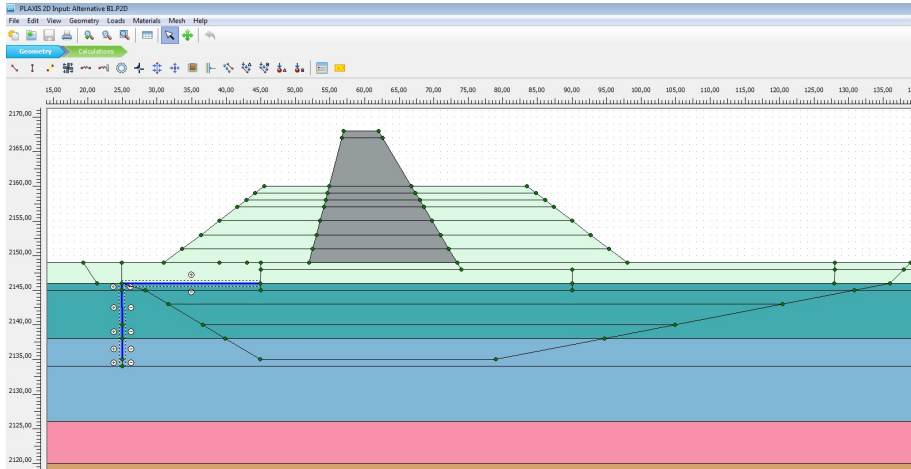 PLAXIS 2D Input: Alternative B1.P2D
File Edit View Geometry Loads Materials Mesh Help
Geometry Calculations
15,00 20,00 25,00 30,00 35,00 40,00 45,00 50,00 55,00 60,00 65,00 70,00 75,00 80,00 85,00 90,00 95,00 100,00 105,00 110,00 115,00 120,00 125,00 130,00 135,00
2170,00
2165,00
2160,00
2155,00
2150,00
2145,00
2140,00
2135,00
2130,00
2125,00
2120,00